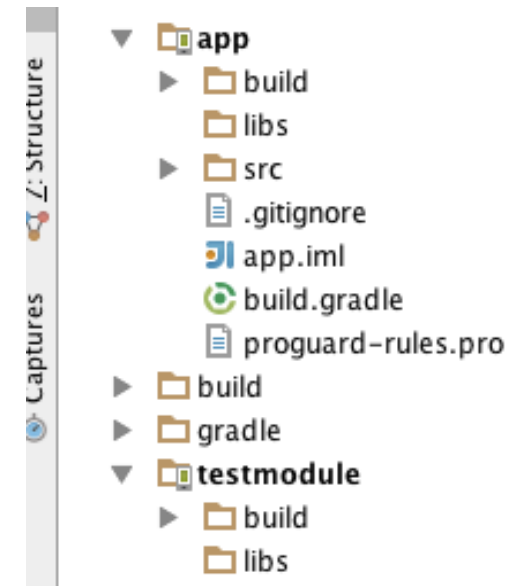 Z: Structure
Captures
app
build
libs
src
.gitignore
app.iml
build.gradle
proguard-rules.pro
build
gradle
testmodule
build
libs